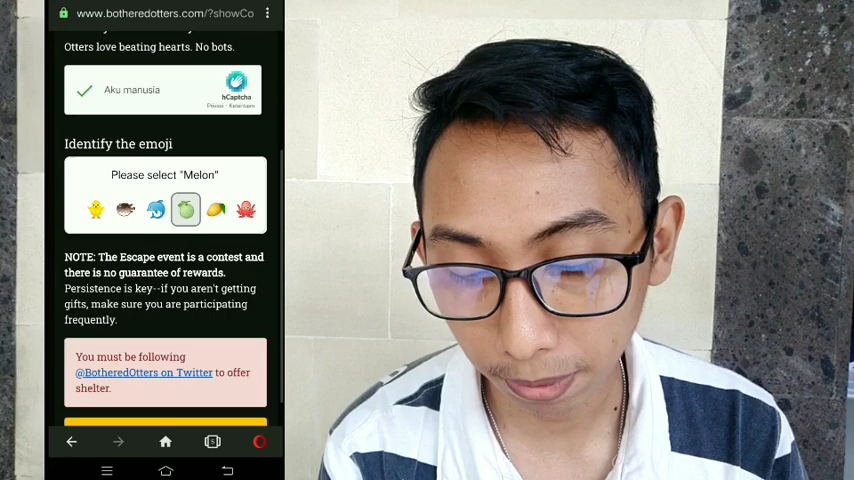 www.botheredotters.com/?showCo
Otters love beating hearts. No bots.
Aku manusia
hCaptcha
Identify the emoji
Please select "Melon"
NOTE: The Escape event is a contest and
there is no guarantee of rewards.
Persistence is key--if you aren't getting
gifts, make sure you are participating
frequently.
You must be following
@BotheredOtters on Twitter to offer
shelter.
5